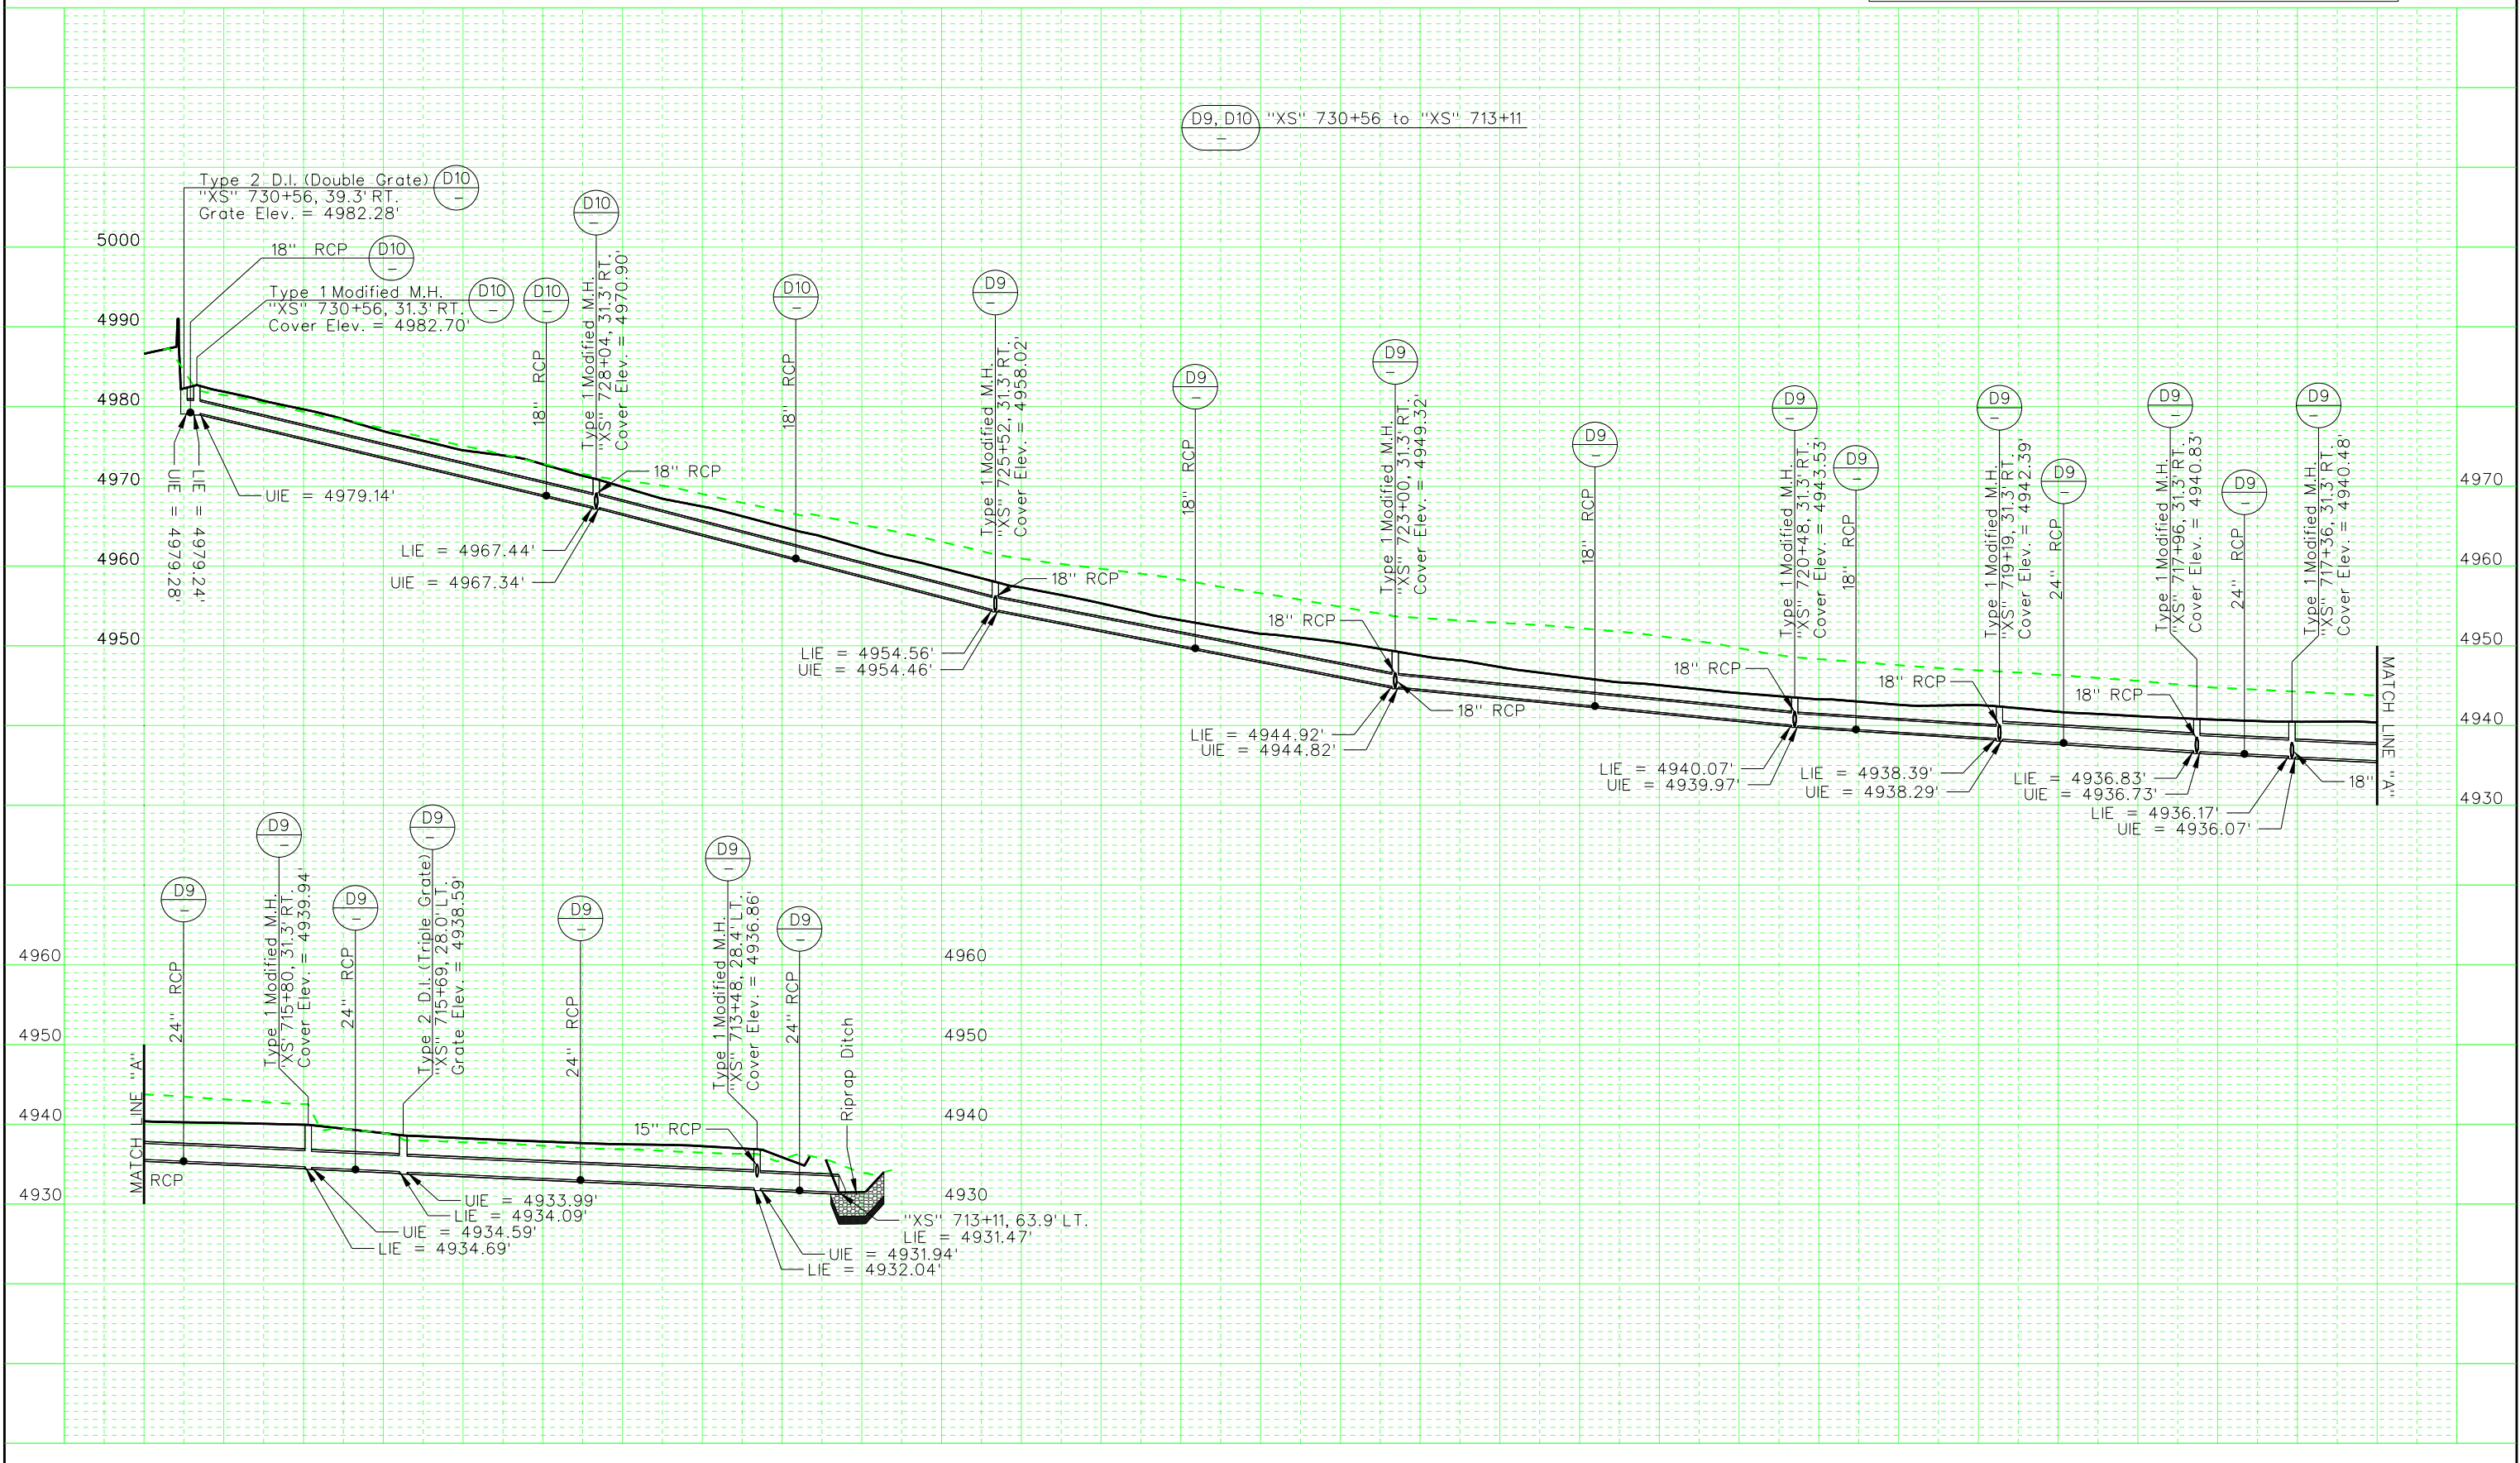 D9, D10
–
"XS" 730+56 to "XS" 713+11
Type 2 D.I. (Double Grate)
"XS" 730+56, 39.3' RT.
Grate Elev. = 4982.28'
D10
–
18" RCP
D10
–
Type 1 Modified M.H.
"XS" 730+56, 31.3' RT.
Cover Elev. = 4982.70'
D10
–
5000
4990
4980
4970
4960
4950
UIE = 4979.28'
LIE = 4979.24'
UIE = 4979.14'
D10
–
18" RCP
D10
–
Type 1 Modified M.H.
"XS" 728+04, 31.3' RT.
Cover Elev. = 4970.90'
18" RCP
LIE = 4967.44'
UIE = 4967.34'
D10
–
18" RCP
D9
–
Type 1 Modified M.H.
"XS" 725+52, 31.3' RT.
Cover Elev. = 4958.02'
18" RCP
LIE = 4954.56'
UIE = 4954.46'
D9
–
18" RCP
D9
–
Type 1 Modified M.H.
"XS" 723+00, 31.3' RT.
Cover Elev. = 4949.32'
18" RCP
18" RCP
LIE = 4944.92'
UIE = 4944.82'
D9
–
18" RCP
D9
–
Type 1 Modified M.H.
"XS" 720+48, 31.3' RT.
Cover Elev. = 4943.53'
18" RCP
LIE = 4940.07'
UIE = 4939.97'
D9
–
18" RCP
D9
–
Type 1 Modified M.H.
"XS" 719+19, 31.3' RT.
Cover Elev. = 4942.39'
18" RCP
LIE = 4938.39'
UIE = 4938.29'
D9
–
24" RCP
D9
–
Type 1 Modified M.H.
"XS" 717+96, 31.3' RT.
Cover Elev. = 4940.83'
18" RCP
LIE = 4936.83'
UIE = 4936.73'
D9
–
24" RCP
D9
–
Type 1 Modified M.H.
"XS" 717+36, 31.3' RT.
Cover Elev. = 4940.48'
18"
LIE = 4936.17'
UIE = 4936.07'
MATCH LINE "A"
4970
4960
4950
4940
4930
4960
4950
4940
4930
MATCH LINE "A"
RCP
D9
–
24" RCP
D9
–
Type 1 Modified M.H.
"XS" 715+80, 31.3' RT.
Cover Elev. = 4939.94'
D9
–
24" RCP
D9
–
Type 2 D.I. (Triple Grate)
"XS" 715+69, 28.0' LT.
Grate Elev. = 4938.59'
UIE = 4933.99'
LIE = 4934.09'
UIE = 4934.59'
LIE = 4934.69'
D9
–
24" RCP
D9
–
Type 1 Modified M.H.
"XS" 713+48, 28.4' LT.
Cover Elev. = 4936.86'
15" RCP
D9
–
24" RCP
Riprap Ditch
"XS" 713+11, 63.9' LT.
LIE = 4931.47'
UIE = 4931.94'
LIE = 4932.04'
4960
4950
4940
4930